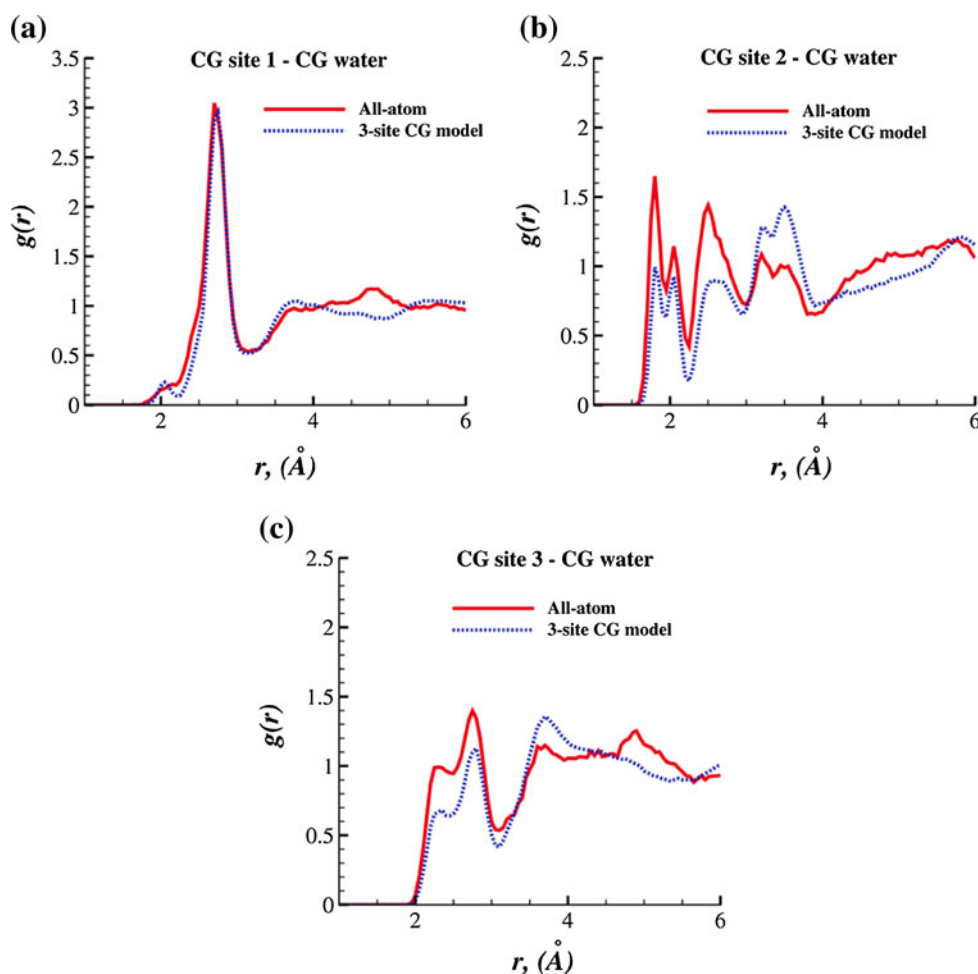 (a)
CG site 1 - CG water
All-atom
3-site CG model
g(r)
3.5
3
2.5
2
1.5
1
0.5
0
2
4
6
r, (Å)
(b)
CG site 2 - CG water
All-atom
3-site CG model
g(r)
2.5
2
1.5
1
0.5
0
2
4
6
r, (Å)
(c)
CG site 3 - CG water
All-atom
3-site CG model
g(r)
2.5
2
1.5
1
0.5
0
2
4
6
r, (Å)